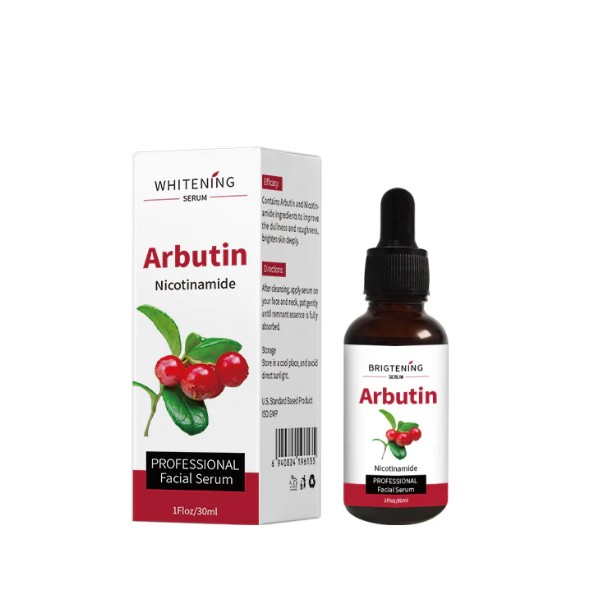 WHITENING
SERUM
Arbutin
Nicotinamide
PROFESSIONAL
Facial Serum
1Floz/30ml
Efficacy
Contains Arbutin and Nicotin-
amide ingredients to improve
the dullness and roughness,
brighten skin deeply.
Directions
After cleansing, apply serum on
your face and neck, pat gently
until remnant essence is fully
absorbed.
Storage
Store in a cool place, and avoid
direct sunlight.
U.S. Standard Based Product
ISO.GMP
6 940824 196135
BRIGTENING
SERUM
Arbutin
Nicotinamide
PROFESSIONAL
Facial Serum
1Floz/30ml